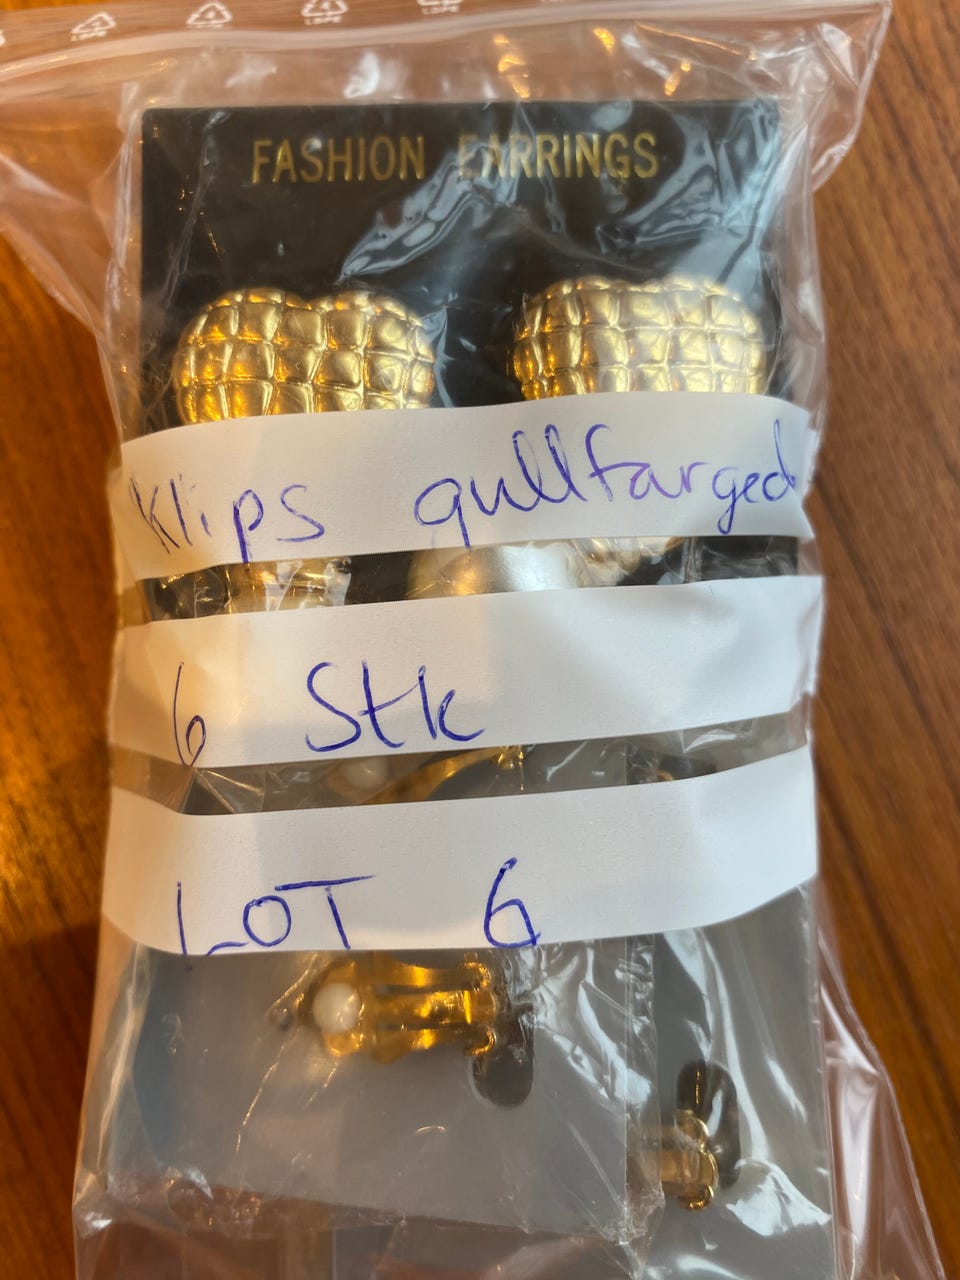 FASHION EARRINGS
Klips gullfarged
6 Stk
LOT 6